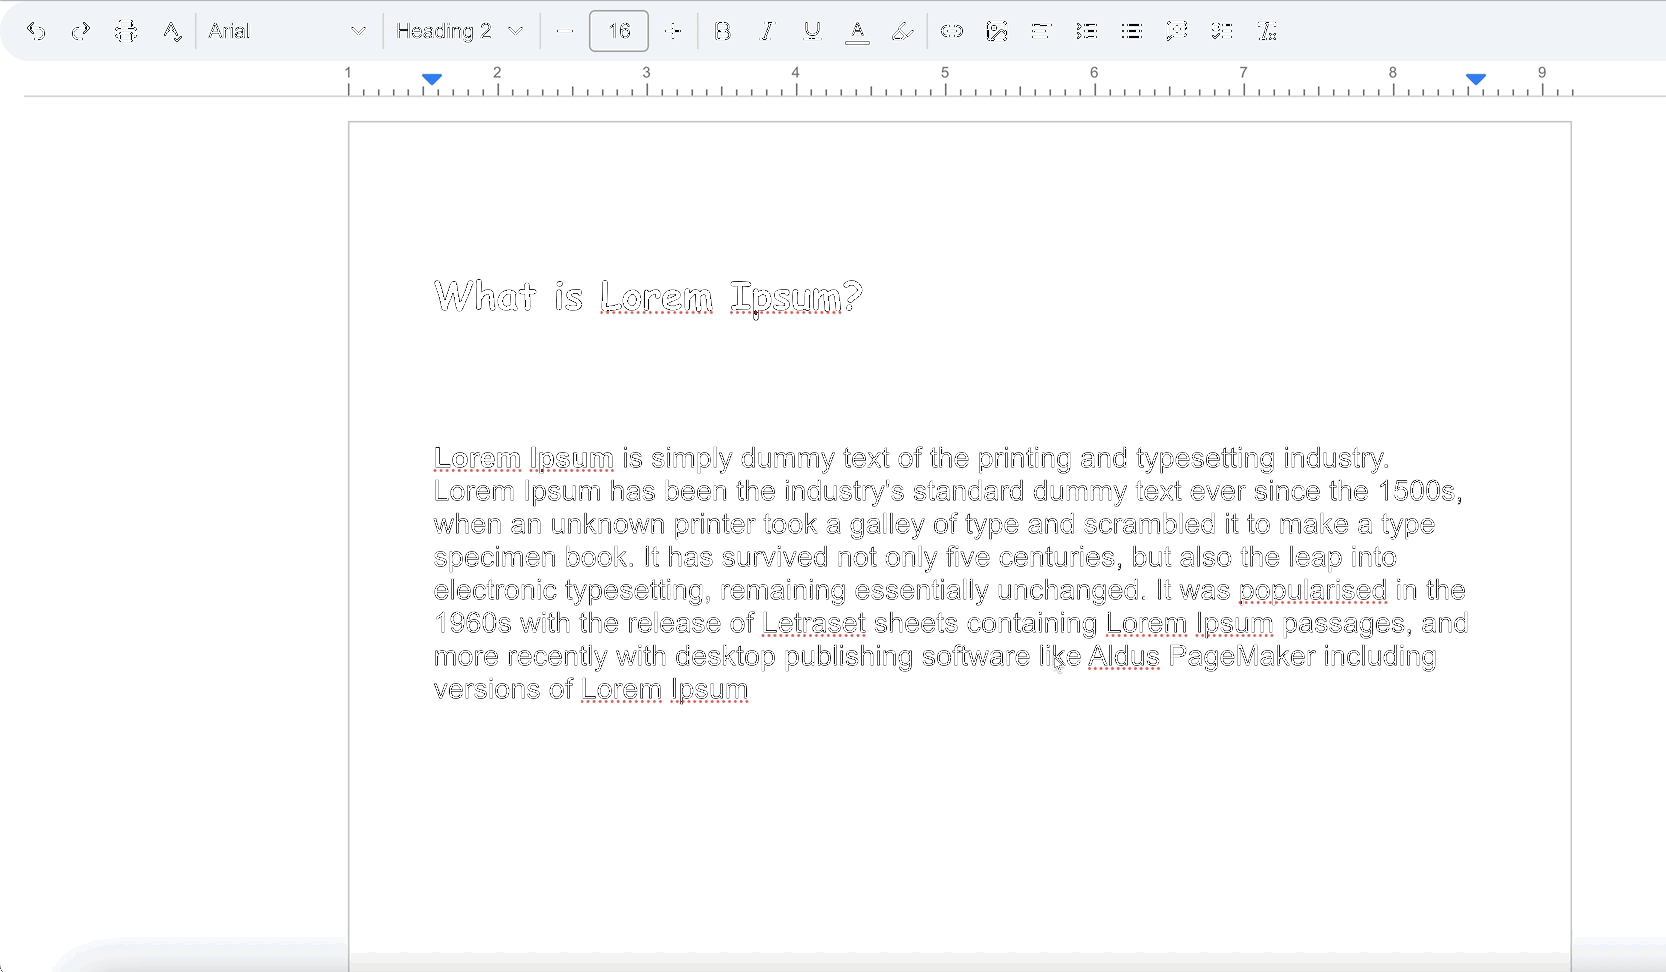 Arial Heading 2 16
1 2 3 4 5 6 7 8 9
What is Lorem Ipsum?
Lorem Ipsum is simply dummy text of the printing and typesetting industry.
Lorem Ipsum has been the industry's standard dummy text ever since the 1500s,
when an unknown printer took a galley of type and scrambled it to make a type
specimen book. It has survived not only five centuries, but also the leap into
electronic typesetting, remaining essentially unchanged. It was popularised in the
1960s with the release of Letraset sheets containing Lorem Ipsum passages, and
more recently with desktop publishing software like Aldus PageMaker including
versions of Lorem Ipsum